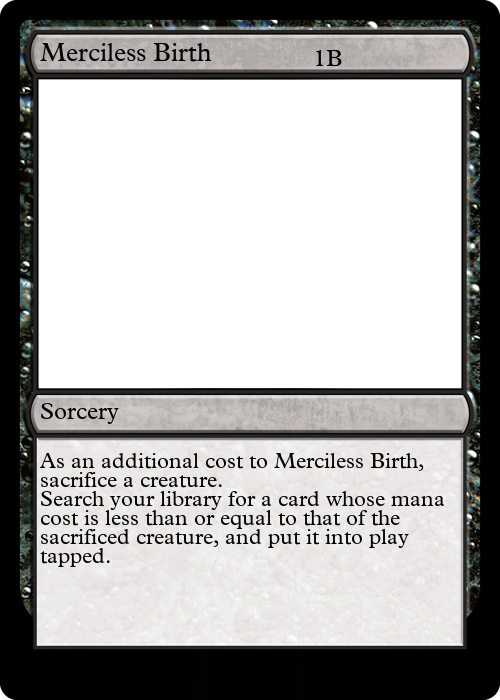 Merciless Birth 1B
Sorcery
As an additional cost to Merciless Birth,
sacrifice a creature.
Search your library for a card whose mana
cost is less than or equal to that of the
sacrificed creature, and put it into play
tapped.